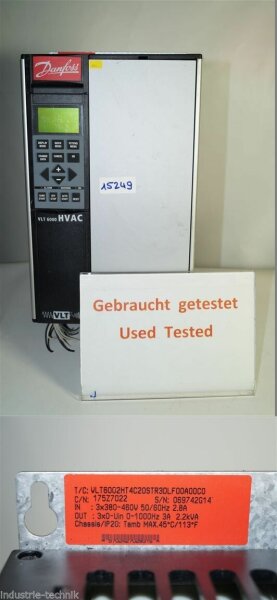 Danfoss
15249
VLT 6000 HVAC
VLT
Gebraucht getestet
Used Tested
T/C: VLT6002HT4C20STR3DLF00A00C0
C/N: 175Z7022 S/N: 069742G14
IN : 3x380-460V 50/60Hz 2.8A
OUT : 3x0-Uin 0-1000Hz 3A 2.2kVA
Chassis/IP20: Tamb MAX.45°C/113°F
industrie-technik